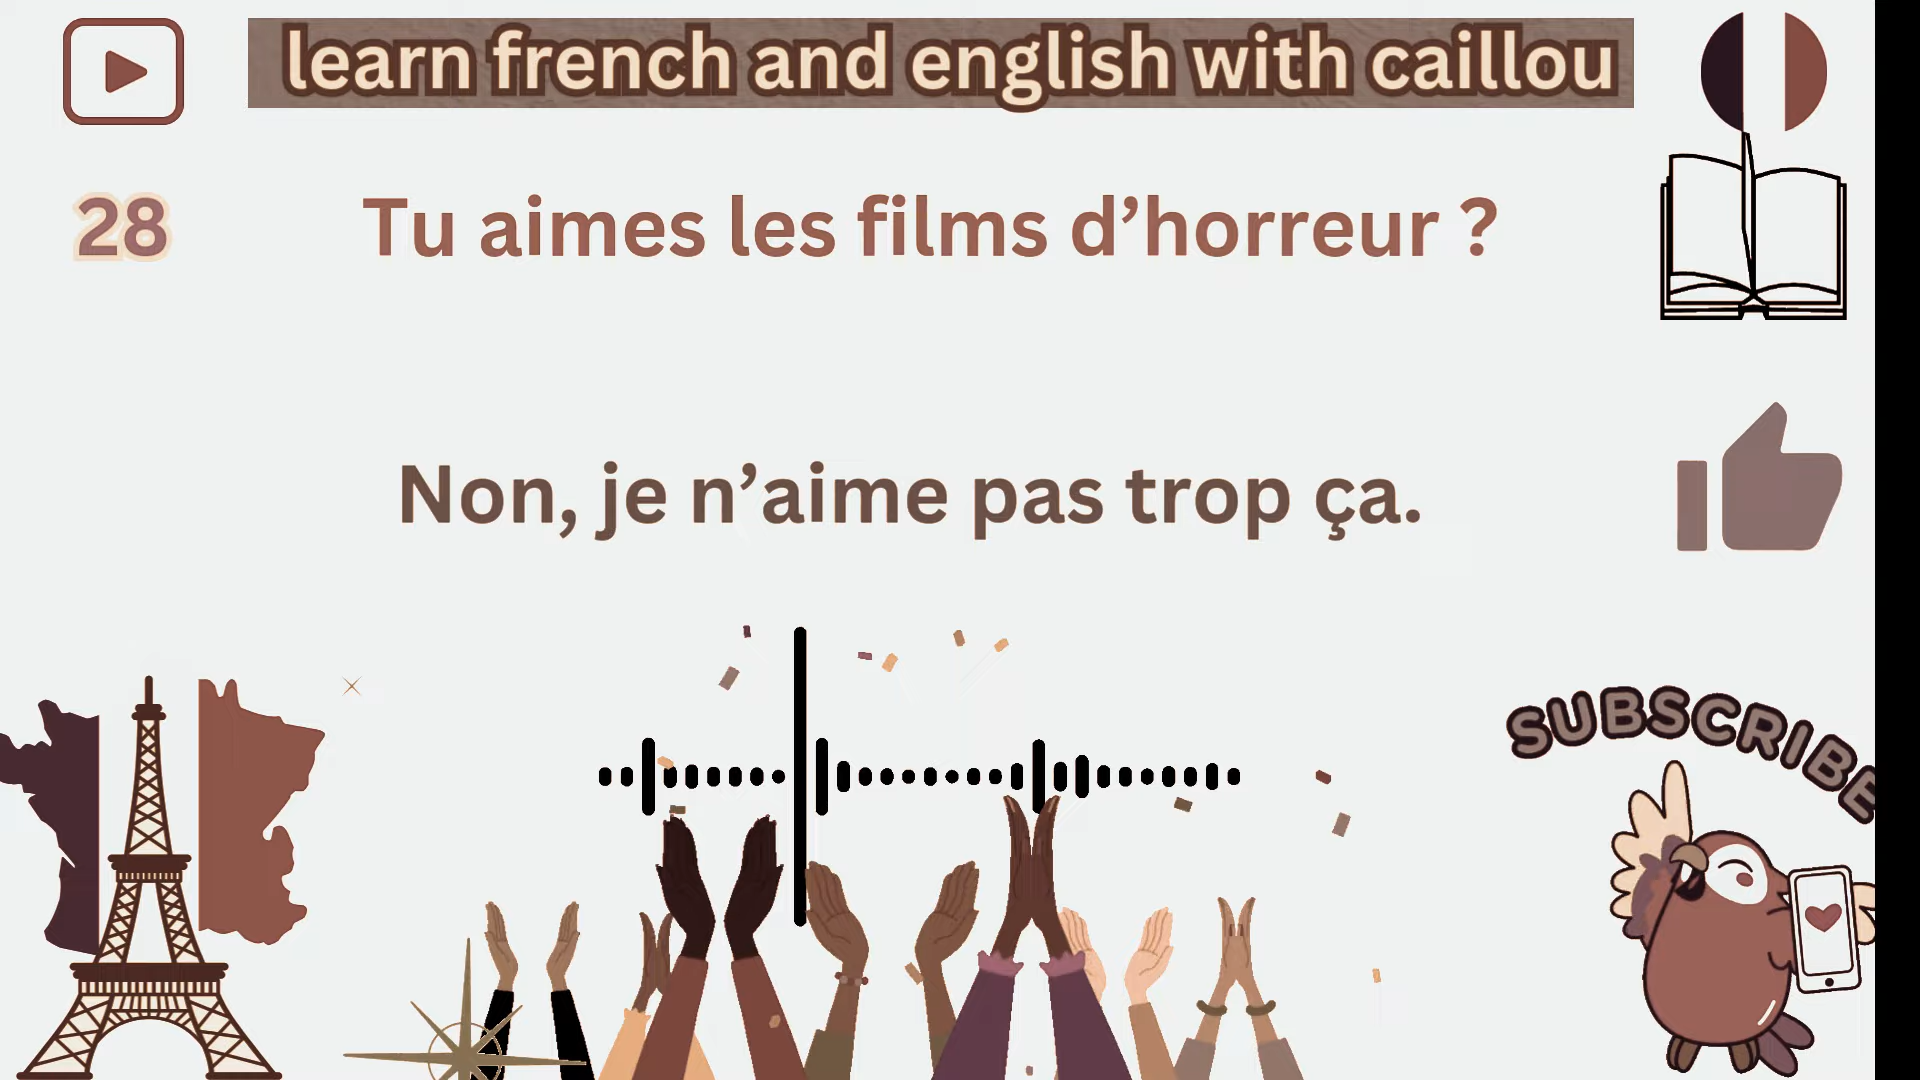 learn french and english with caillou
28
Tu aimes les films d’horreur ?
Non, je n’aime pas trop ça.
SUBSCRIBE